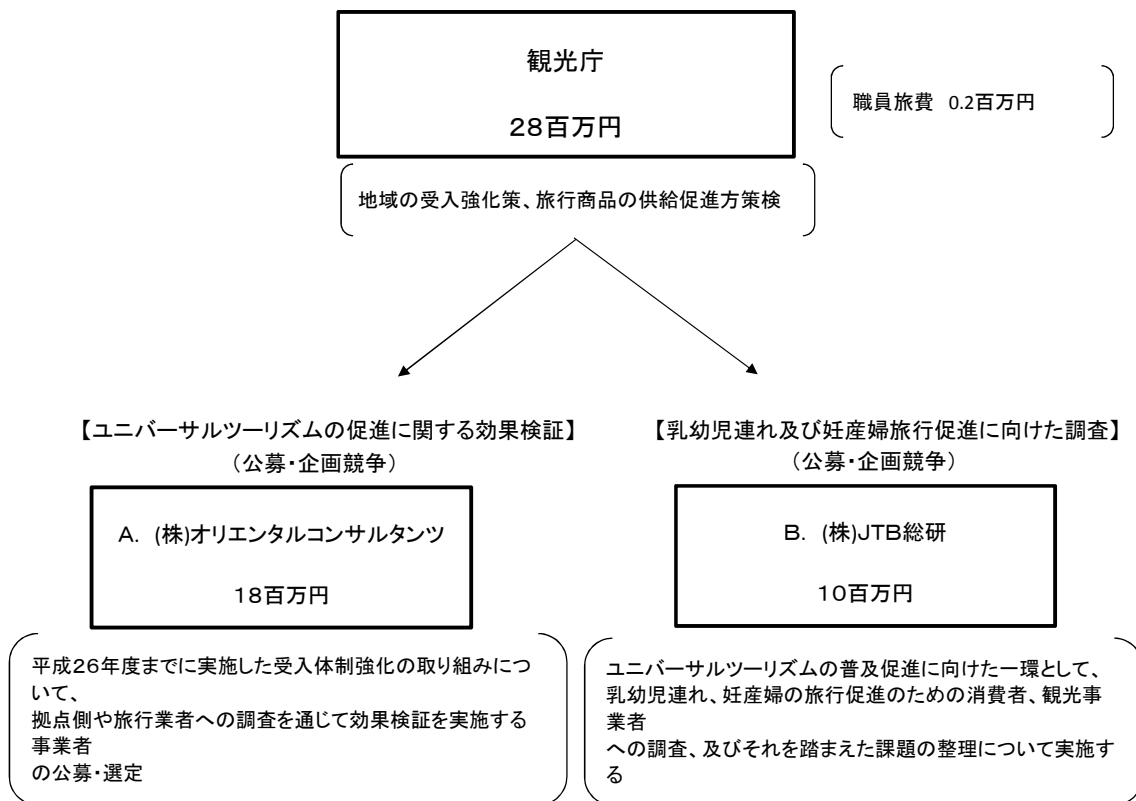 観光庁
28百万円
職員旅費 0.2百万円
地域の受入強化策、旅行商品の供給促進方策検
【ユニバーサルツーリズムの促進に関する効果検証】
（公募・企画競争）
【乳幼児連れ及び妊産婦旅行促進に向けた調査】
（公募・企画競争）
A. (株)オリエンタルコンサルタンツ
18百万円
B. (株)JTB総研
10百万円
平成26年度までに実施した受入体制強化の取り組みにつ
いて、
拠点側や旅行業者への調査を通じて効果検証を実施する
事業者
の公募・選定
ユニバーサルツーリズムの普及促進に向けた一環として、
乳幼児連れ、妊産婦の旅行促進のための消費者、観光事
業者
への調査、及びそれを踏まえた課題の整理について実施す
る